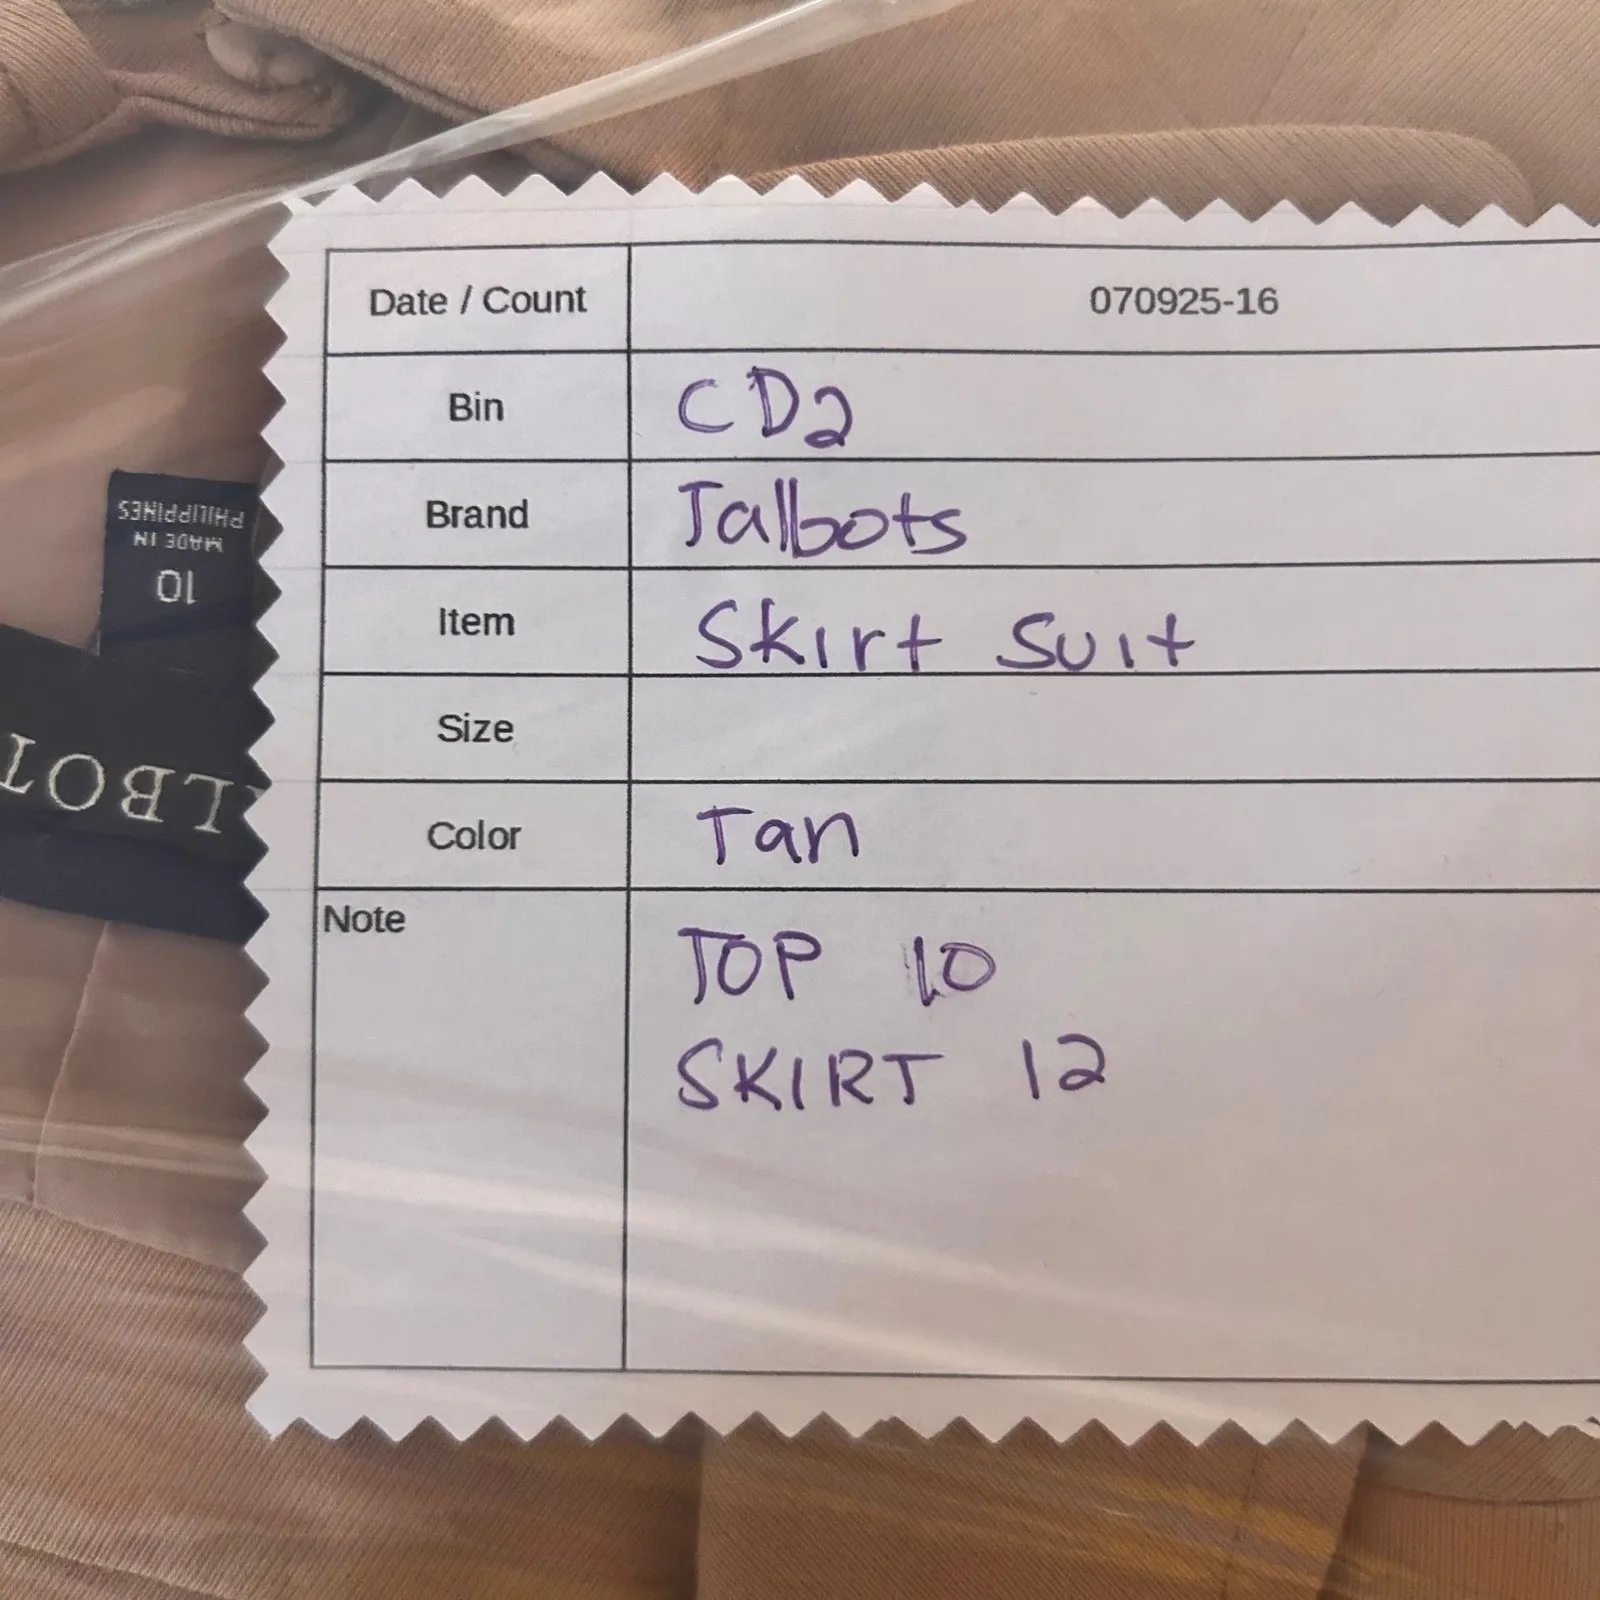 Date / Count 070925-16
Bin CD2
Brand Talbots
Item Skirt Suit
Size
Color Tan
Note
TOP 10
SKIRT 12
10
MADE IN
PHILIPPINES
LBOT